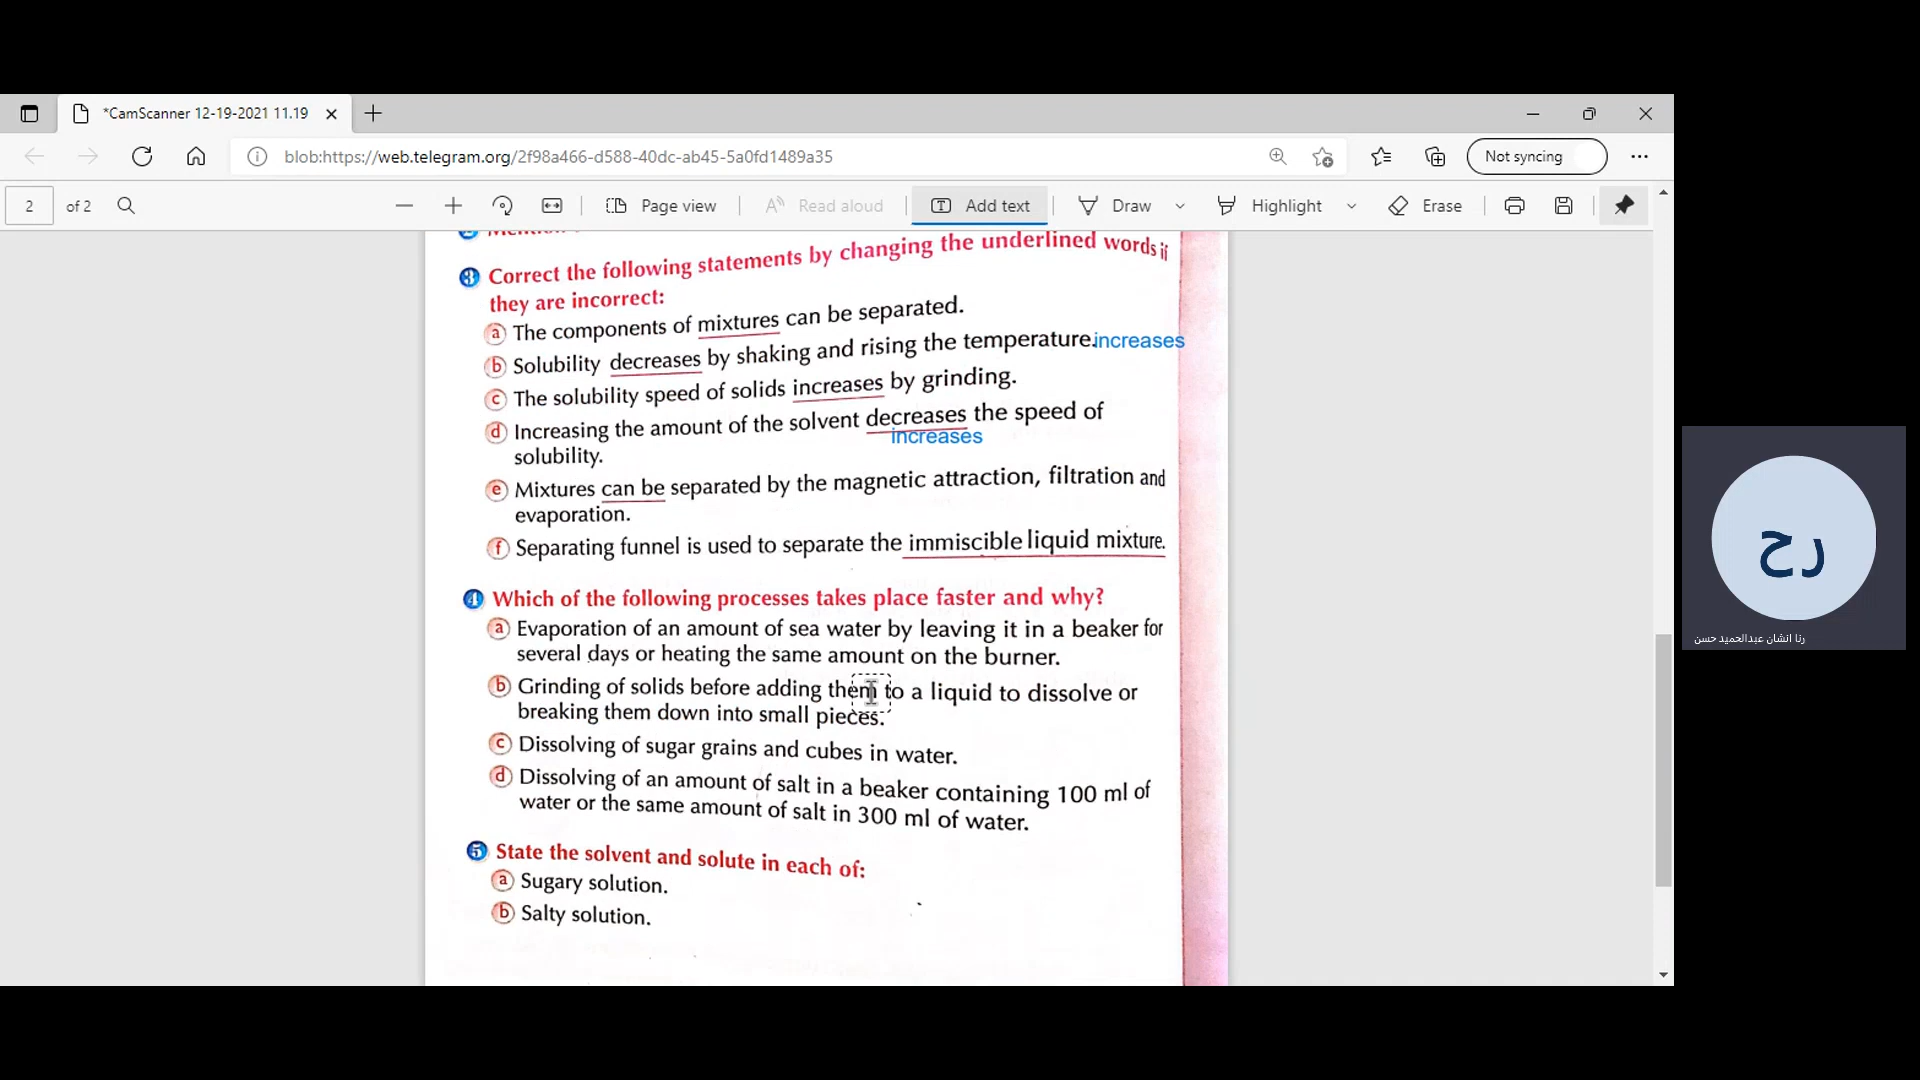 *CamScanner 12-19-2021 11.19
blob:https://web.telegram.org/2f98a466-d588-40dc-ab45-5a0fd1489a35
Not syncing
2 of 2
Page view
Read aloud
Add text
Draw
Highlight
Erase
3 Correct the following statements by changing the underlined words if
they are incorrect:
a The components of mixtures can be separated.
b Solubility decreases by shaking and rising the temperature. increases
c The solubility speed of solids increases by grinding.
d Increasing the amount of the solvent decreases the speed of
increases
solubility.
e Mixtures can be separated by the magnetic attraction, filtration and
evaporation.
f Separating funnel is used to separate the immiscible liquid mixture.
4 Which of the following processes takes place faster and why?
a Evaporation of an amount of sea water by leaving it in a beaker for
several days or heating the same amount on the burner.
b Grinding of solids before adding them to a liquid to dissolve or
breaking them down into small pieces.
c Dissolving of sugar grains and cubes in water.
d Dissolving of an amount of salt in a beaker containing 100 ml of
water or the same amount of salt in 300 ml of water.
5 State the solvent and solute in each of:
a Sugary solution.
b Salty solution.
رح
رنا انشان عبدالحميد حسن